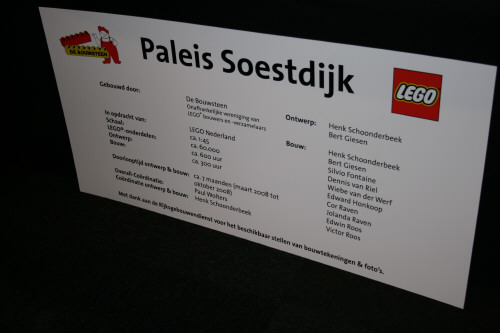 DE BOUWSTEEN
Paleis Soestdijk
LEGO
Gebouwd door:
De Bouwsteen
Onafhankelijke vereniging van
LEGO® bouwers en -verzamelaars
In opdracht van: LEGO Nederland
Schaal: ca. 1:45
LEGO®-onderdelen: ca. 60.000
Ontwerp: ca. 600 uur
Bouw: ca. 300 uur
Doorlooptijd ontwerp & bouw: ca. 7 maanden (maart 2008 tot
oktober 2008)
Overall-Coördinatie: Paul Wolters
Coördinatie ontwerp & bouw: Henk Schoonderbeek
Ontwerp: Henk Schoonderbeek
Bert Giesen
Bouw: Henk Schoonderbeek
Bert Giesen
Silvio Fontaine
Dennis van Riel
Wiebe van der Werf
Edward Honkoop
Cor Raven
Jolanda Raven
Edwin Roos
Victor Roos
Met dank aan de Rijksgebouwendienst voor het beschikbaar stellen van bouwtekeningen & foto's.